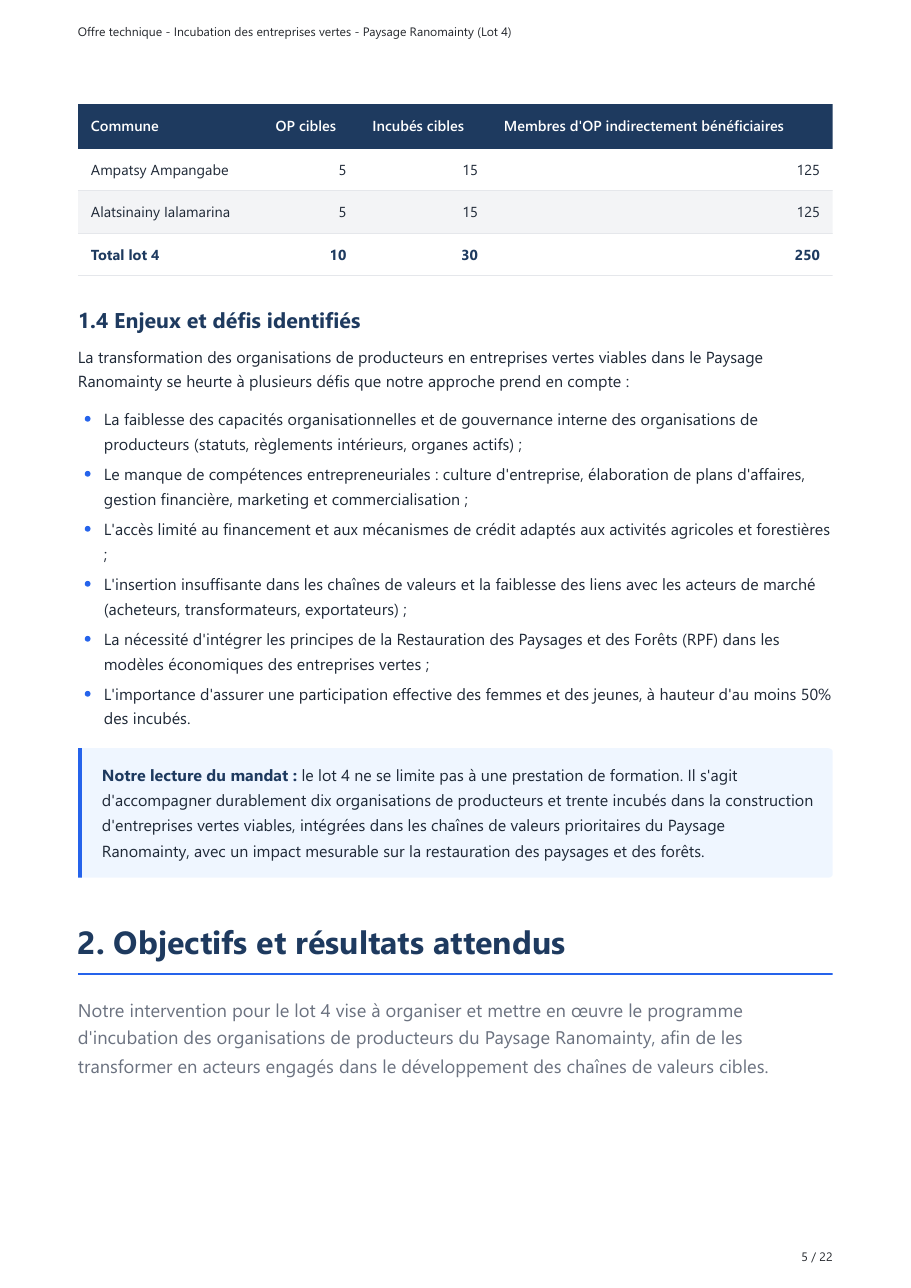 Offre technique - Incubation des entreprises vertes - Paysage Ranomainty (Lot 4)
Commune OP cibles Incubés cibles Membres d'OP indirectement bénéficiaires
Ampatsy Ampangabe 5 15 125
Alatsinainy Ialamarina 5 15 125
Total lot 4 10 30 250
1.4 Enjeux et défis identifiés
La transformation des organisations de producteurs en entreprises vertes viables dans le Paysage
Ranomainty se heurte à plusieurs défis que notre approche prend en compte :
• La faiblesse des capacités organisationnelles et de gouvernance interne des organisations de
producteurs (statuts, règlements intérieurs, organes actifs) ;
• Le manque de compétences entrepreneuriales : culture d'entreprise, élaboration de plans d'affaires,
gestion financière, marketing et commercialisation ;
• L'accès limité au financement et aux mécanismes de crédit adaptés aux activités agricoles et forestières
;
• L'insertion insuffisante dans les chaînes de valeurs et la faiblesse des liens avec les acteurs de marché
(acheteurs, transformateurs, exportateurs) ;
• La nécessité d'intégrer les principes de la Restauration des Paysages et des Forêts (RPF) dans les
modèles économiques des entreprises vertes ;
• L'importance d'assurer une participation effective des femmes et des jeunes, à hauteur d'au moins 50%
des incubés.
Notre lecture du mandat : le lot 4 ne se limite pas à une prestation de formation. Il s'agit
d'accompagner durablement dix organisations de producteurs et trente incubés dans la construction
d'entreprises vertes viables, intégrées dans les chaînes de valeurs prioritaires du Paysage
Ranomainty, avec un impact mesurable sur la restauration des paysages et des forêts.
2. Objectifs et résultats attendus
Notre intervention pour le lot 4 vise à organiser et mettre en œuvre le programme
d'incubation des organisations de producteurs du Paysage Ranomainty, afin de les
transformer en acteurs engagés dans le développement des chaînes de valeurs cibles.
5 / 22